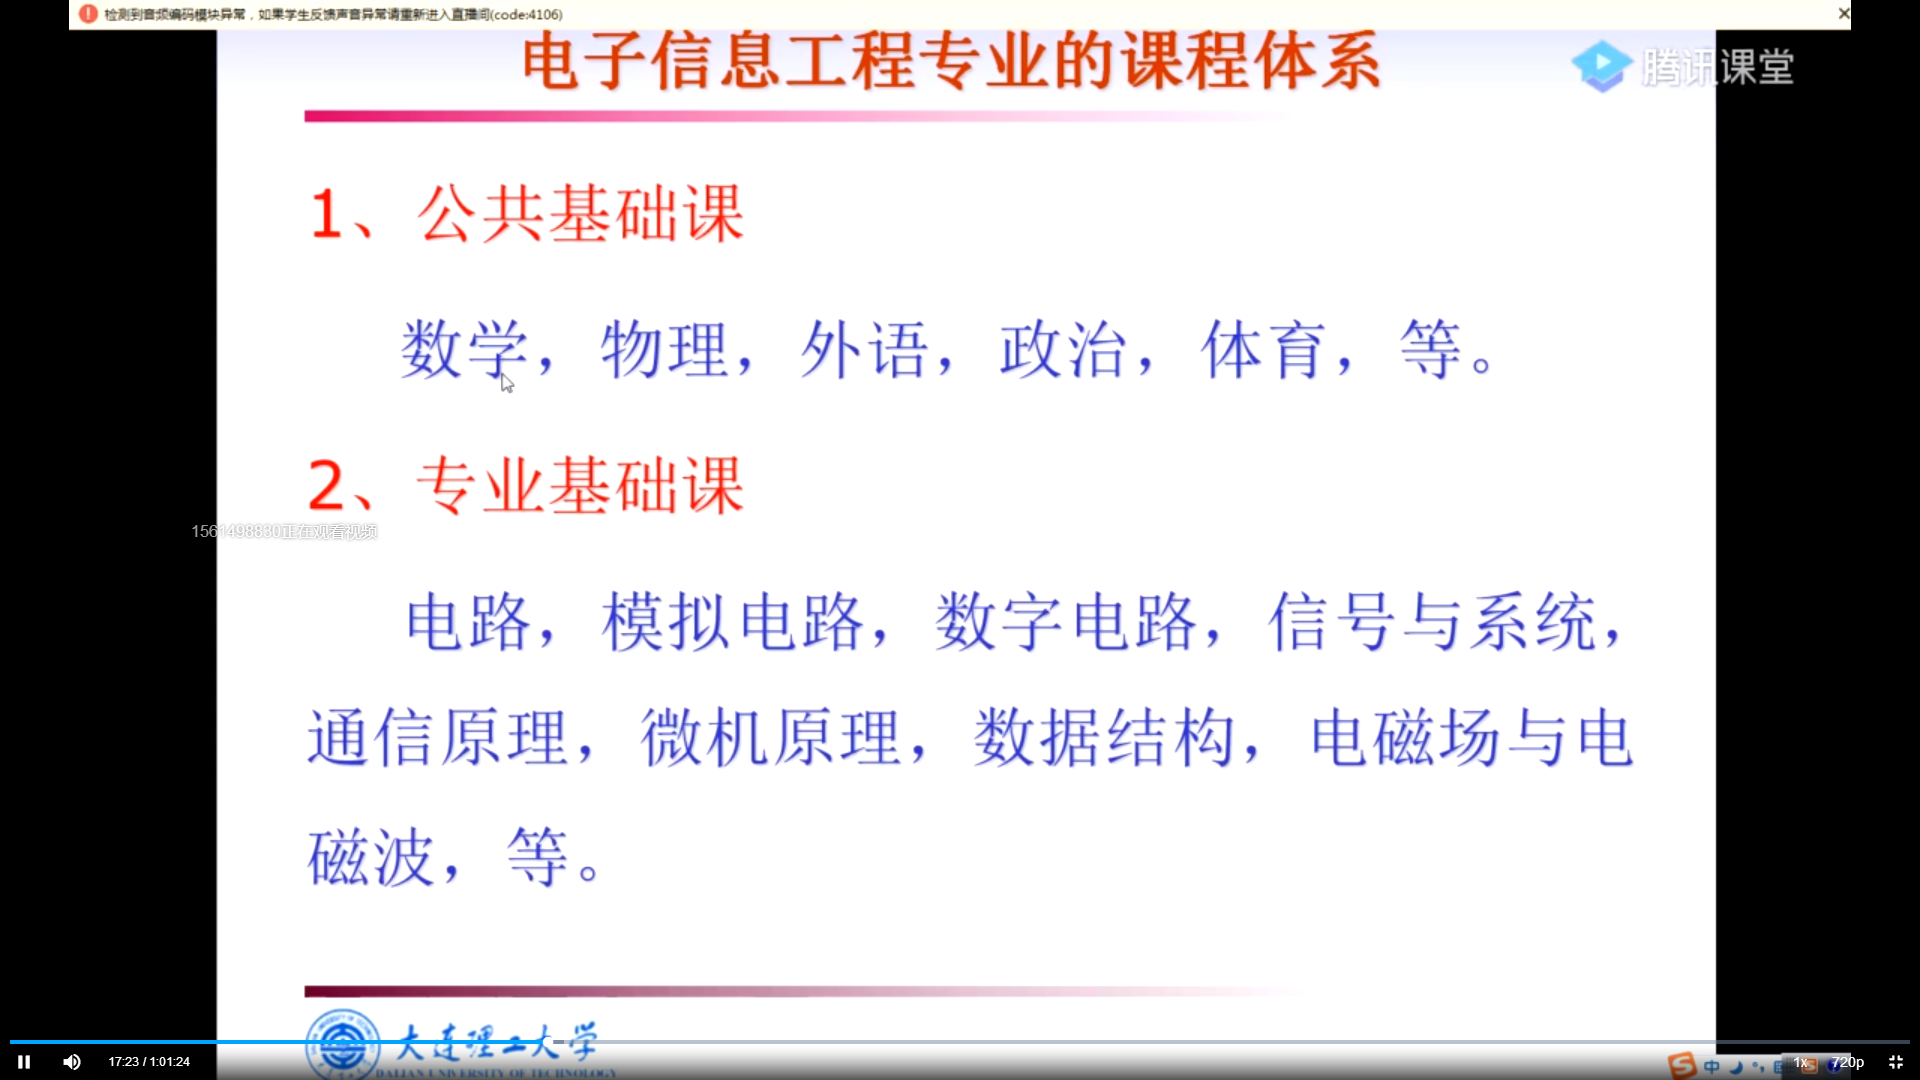 检测到音频编码模块异常，如果学生反馈声音异常请重新进入直播间(code:4106)
电子信息工程专业的课程体系
腾讯课堂
1、公共基础课
数学，物理，外语，政治，体育，等。
2、专业基础课
1561498830正在观看视频
电路，模拟电路，数字电路，信号与系统，
通信原理，微机原理，数据结构，电磁场与电
磁波，等。
大连理工大学
DALIAN UNIVERSITY OF TECHNOLOGY
17:23 / 1:01:24
中
1x
720p